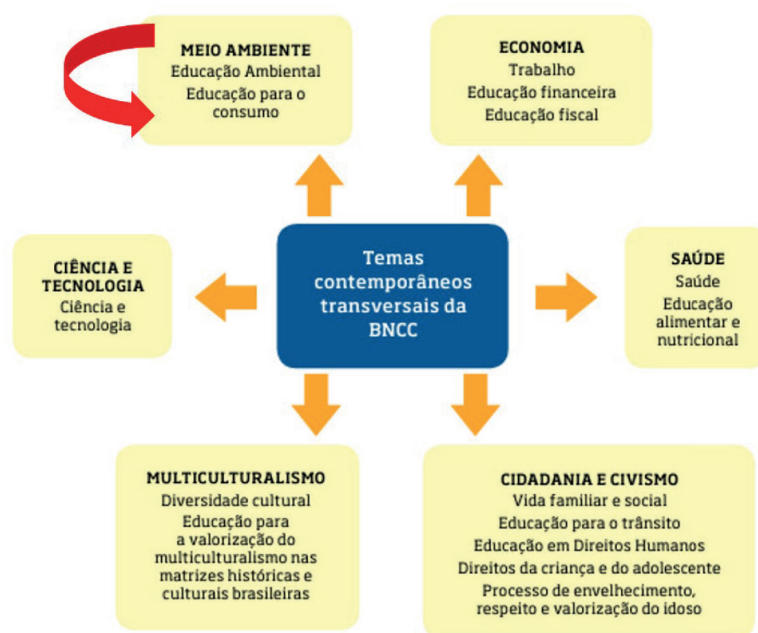 MEIO AMBIENTE
Educação Ambiental
Educação para o
consumo
ECONOMIA
Trabalho
Educação financeira
Educação fiscal
CIÊNCIA E
TECNOLOGIA
Ciência e
tecnologia
Temas
contemporâneos
transversais da
BNCC
SAÚDE
Saúde
Educação
alimentar e
nutricional
MULTICULTURALISMO
Diversidade cultural
Educação para
a valorização do
multiculturalismo nas
matrizes históricas e
culturais brasileiras
CIDADANIA E CIVISMO
Vida familiar e social
Educação para o trânsito
Educação em Direitos Humanos
Direitos da criança e do adolescente
Processo de envelhecimento,
respeito e valorização do idoso